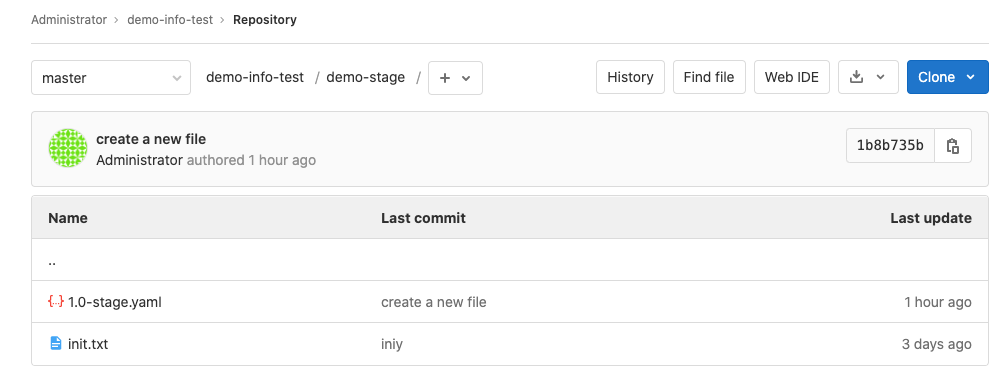 Administrator > demo-info-test > Repository
master demo-info-test / demo-stage / + History Find file Web IDE Clone
create a new file
Administrator authored 1 hour ago
1b8b735b
Name Last commit Last update
..
1.0-stage.yaml create a new file 1 hour ago
init.txt iniy 3 days ago